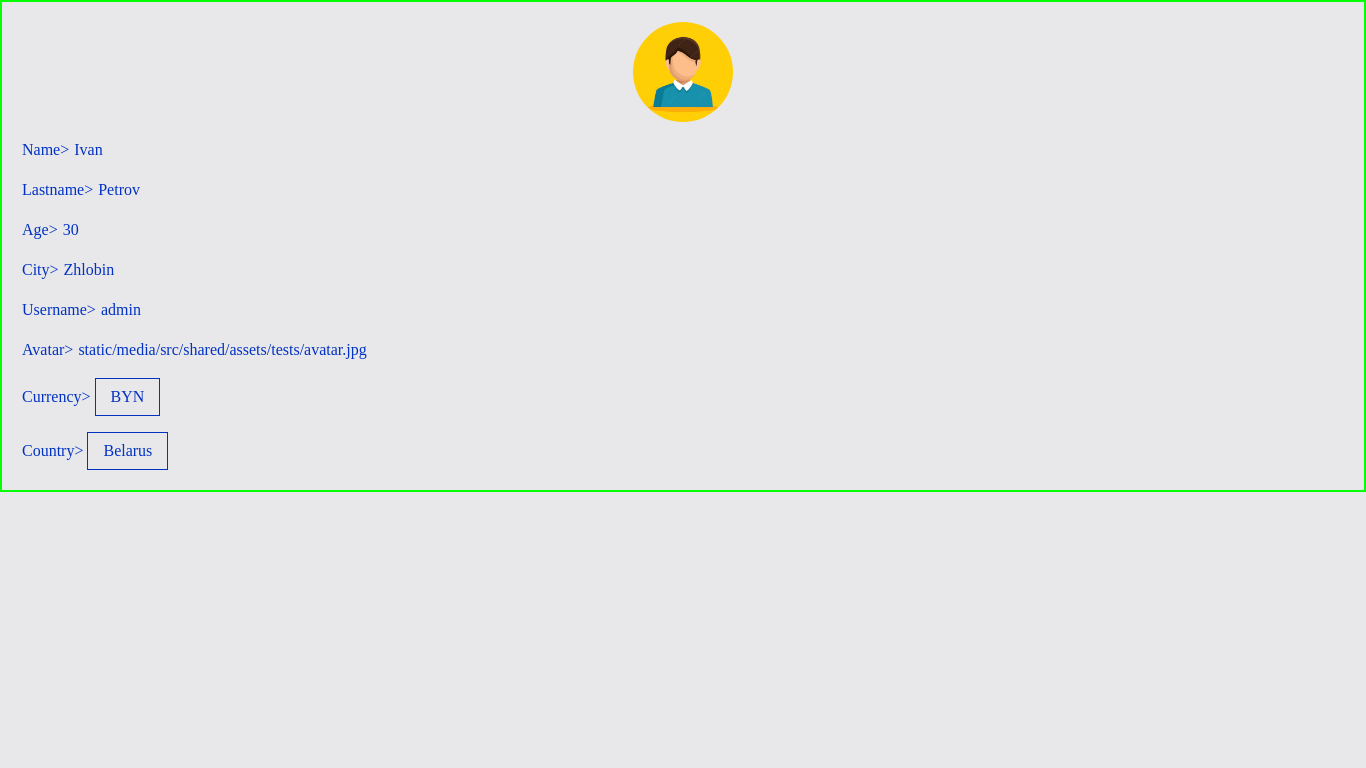 Name> Ivan
Lastname> Petrov
Age> 30
City> Zhlobin
Username> admin
Avatar> static/media/src/shared/assets/tests/avatar.jpg
Currency> BYN
Country> Belarus